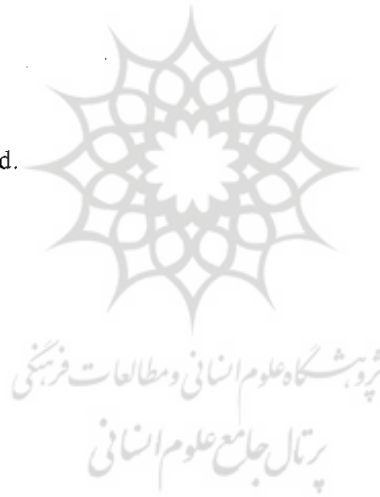 d.
پژوهشگاه علوم انسانی و مطالعات فرهنگی
پرتال جامع علوم انسانی